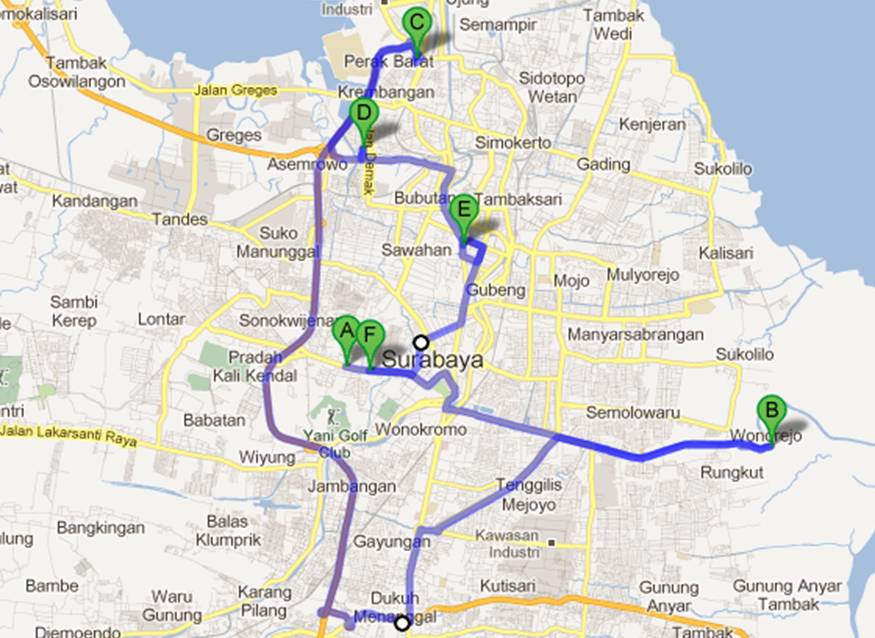 Industri
Ujung
Semampir
Tambak
Wedi
omokalisari
C
Tambak
Osowilangon
Perak Barat
Sidotopo
Wetan
Jalan Greges
Krembangan
D
Greges
Kenjeran
Simokerto
Asemrowo
Jalan Demak
Gading
Sukolilo
Kandangan
Bubutan
Tambaksari
Tandes
E
Suko
Manunggal
Sawahan
Kalisari
Mojo
Mulyorejo
Gubeng
Sambi
Kerep
Lontar
Sonokwijenan
A
F
Manyarsabrangan
Surabaya
Sukolilo
Pradah
Kali Kendal
B
Babatan
Semolowaru
Jalan Lakarsanti Raya
Yani Golf
Club
Wonokromo
Wonorejo
Wiyung
Rungkut
Jambangan
Tenggilis
Mejoyo
Bangkingan
Balas
Klumprik
Gayungan
Kawasan
Industri
Bambe
Waru
Gunung
Karang
Pilang
Dukuh
Menanggal
Kutisari
Gunung
Anyar
Gunung Anyar
Tambak
Driyorejo
Tambak